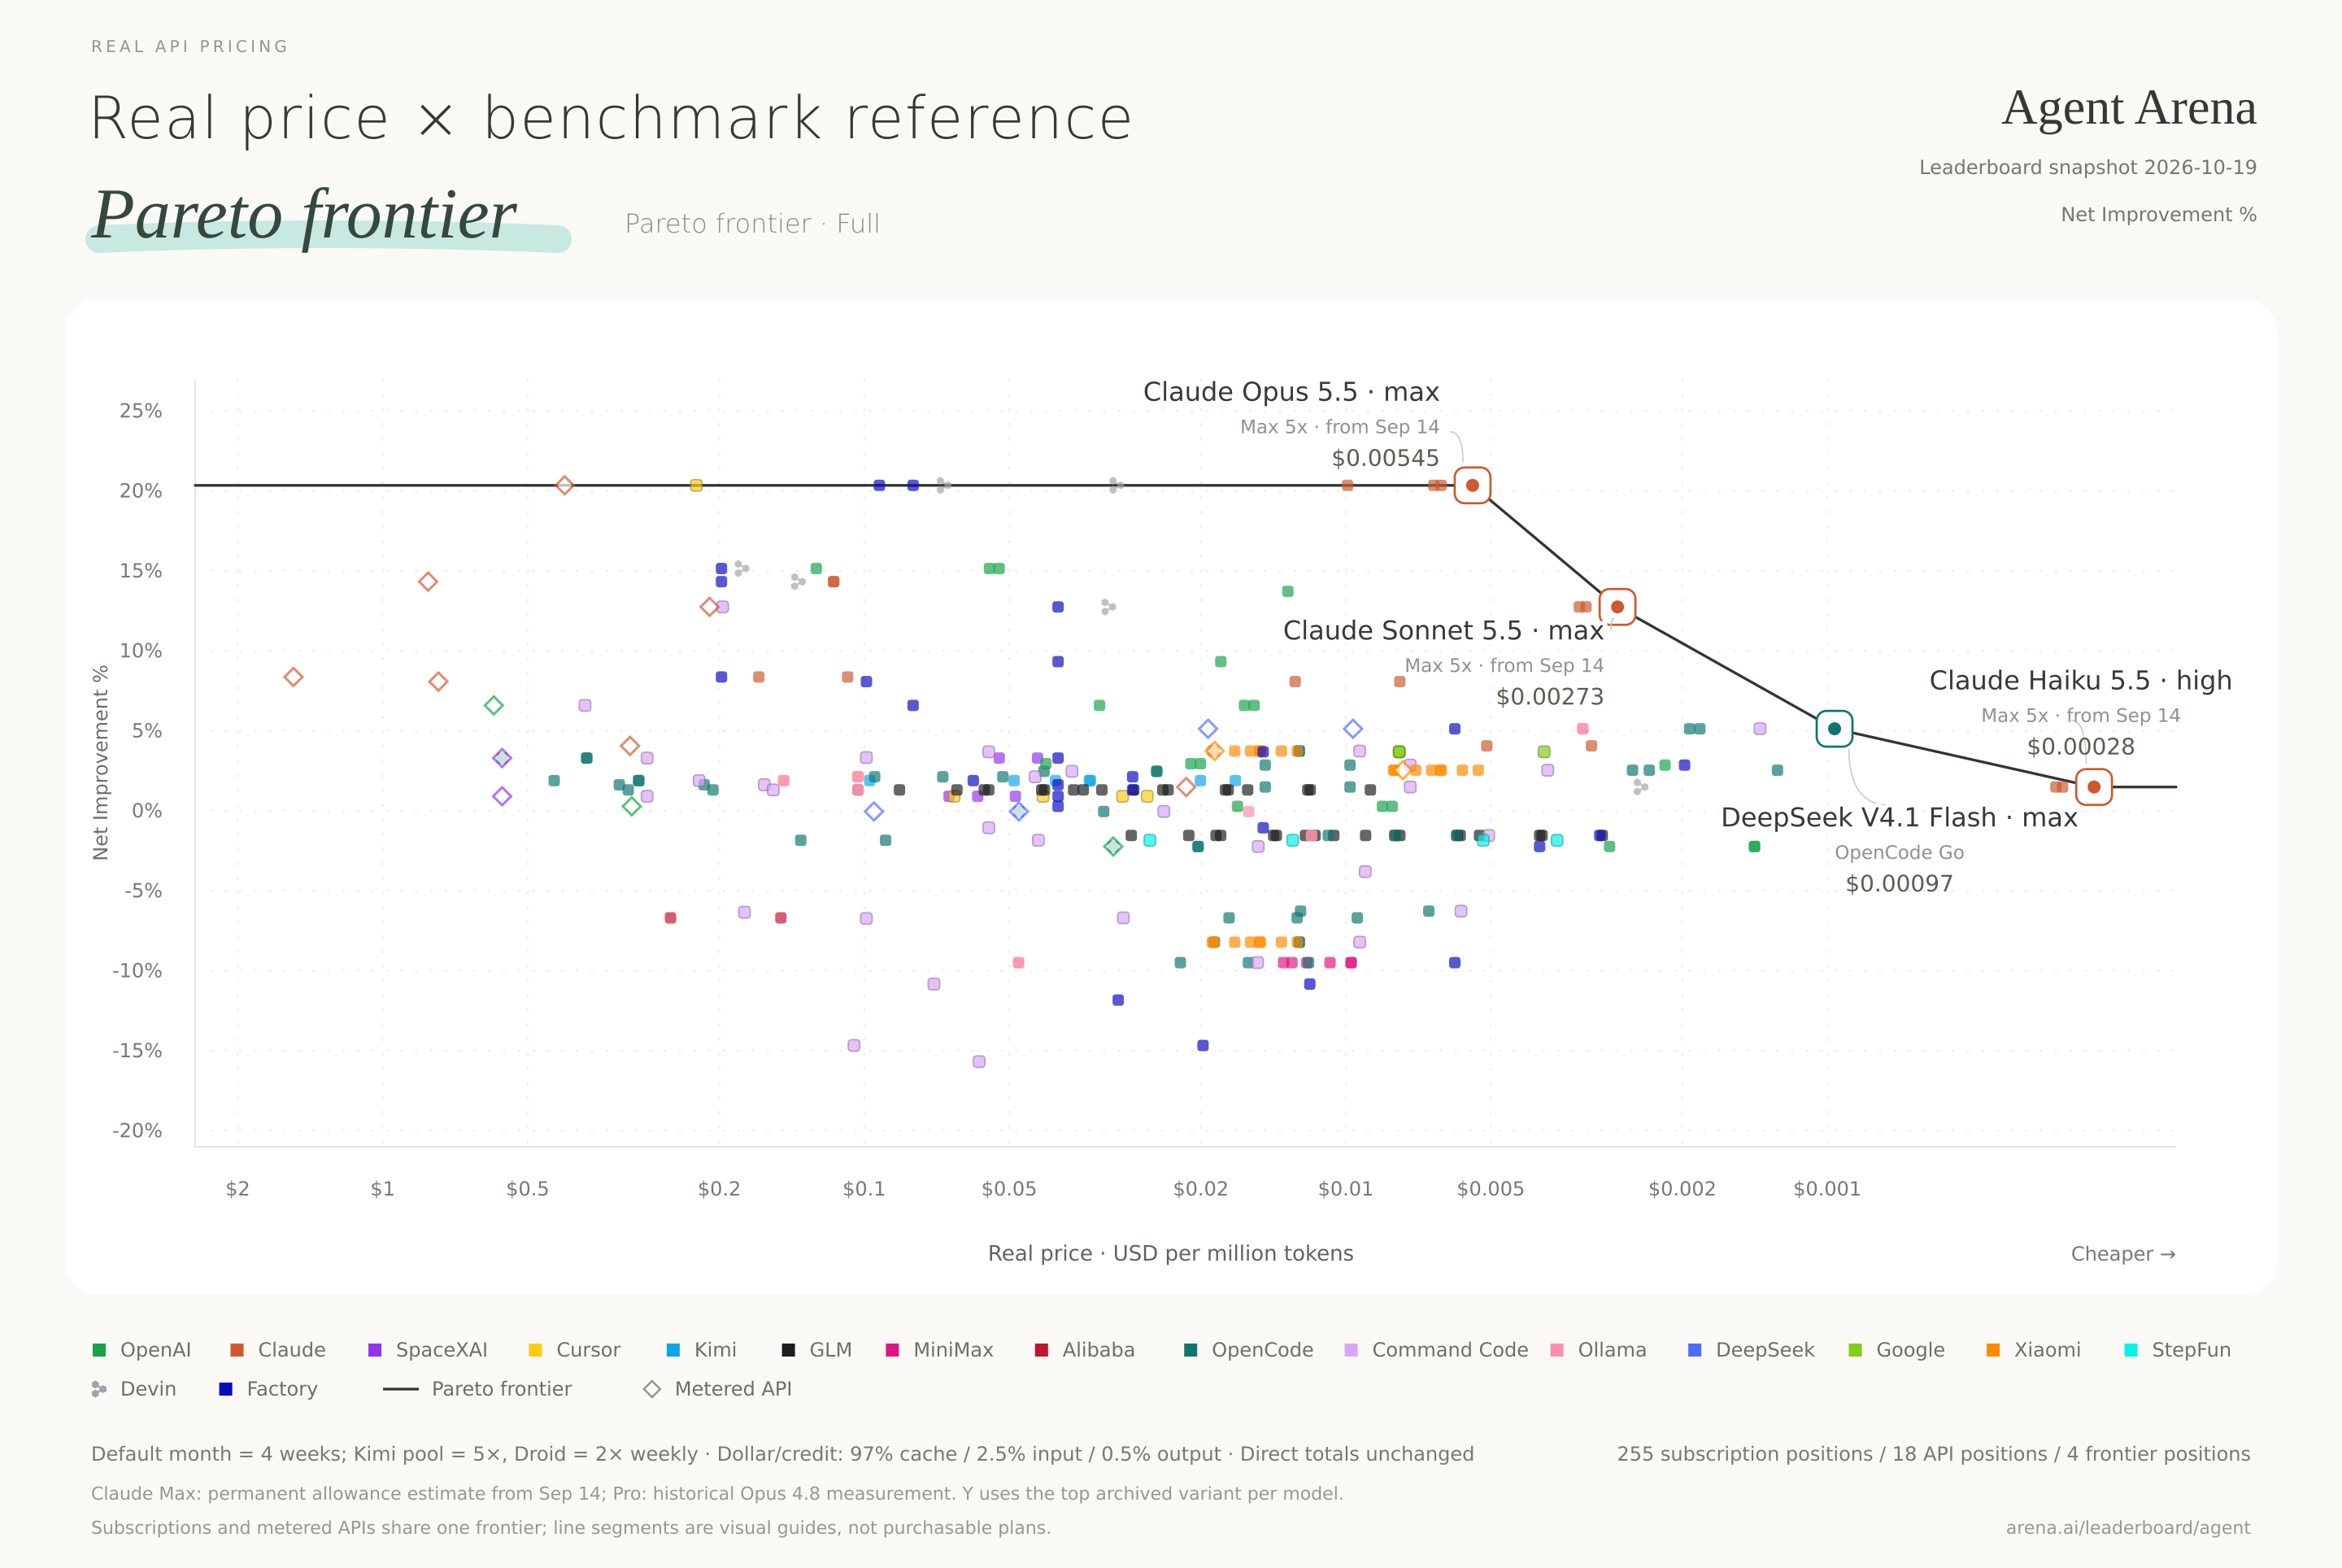 REAL API PRICING
Real price × benchmark reference
Pareto frontier
Pareto frontier · Full
Agent Arena
Leaderboard snapshot 2026-10-19
Net Improvement %
Claude Opus 5.5 · max
Max 5x · from Sep 14
$0.00545
Claude Sonnet 5.5 · max
Max 5x · from Sep 14
$0.00273
Claude Haiku 5.5 · high
Max 5x · from Sep 14
$0.00028
DeepSeek V4.1 Flash · max
OpenCode Go
$0.00097
Net Improvement %
25%
20%
15%
10%
5%
0%
-5%
-10%
-15%
-20%
$2 $1 $0.5 $0.2 $0.1 $0.05 $0.02 $0.01 $0.005 $0.002 $0.001
Real price · USD per million tokens
Cheaper →
OpenAI Claude SpaceXAI Cursor Kimi GLM MiniMax Alibaba OpenCode Command Code Ollama DeepSeek Google Xiaomi StepFun
Devin Factory Pareto frontier Metered API
Default month = 4 weeks; Kimi pool = 5×, Droid = 2× weekly · Dollar/credit: 97% cache / 2.5% input / 0.5% output · Direct totals unchanged
255 subscription positions / 18 API positions / 4 frontier positions
Claude Max: permanent allowance estimate from Sep 14; Pro: historical Opus 4.8 measurement. Y uses the top archived variant per model.
Subscriptions and metered APIs share one frontier; line segments are visual guides, not purchasable plans.
arena.ai/leaderboard/agent